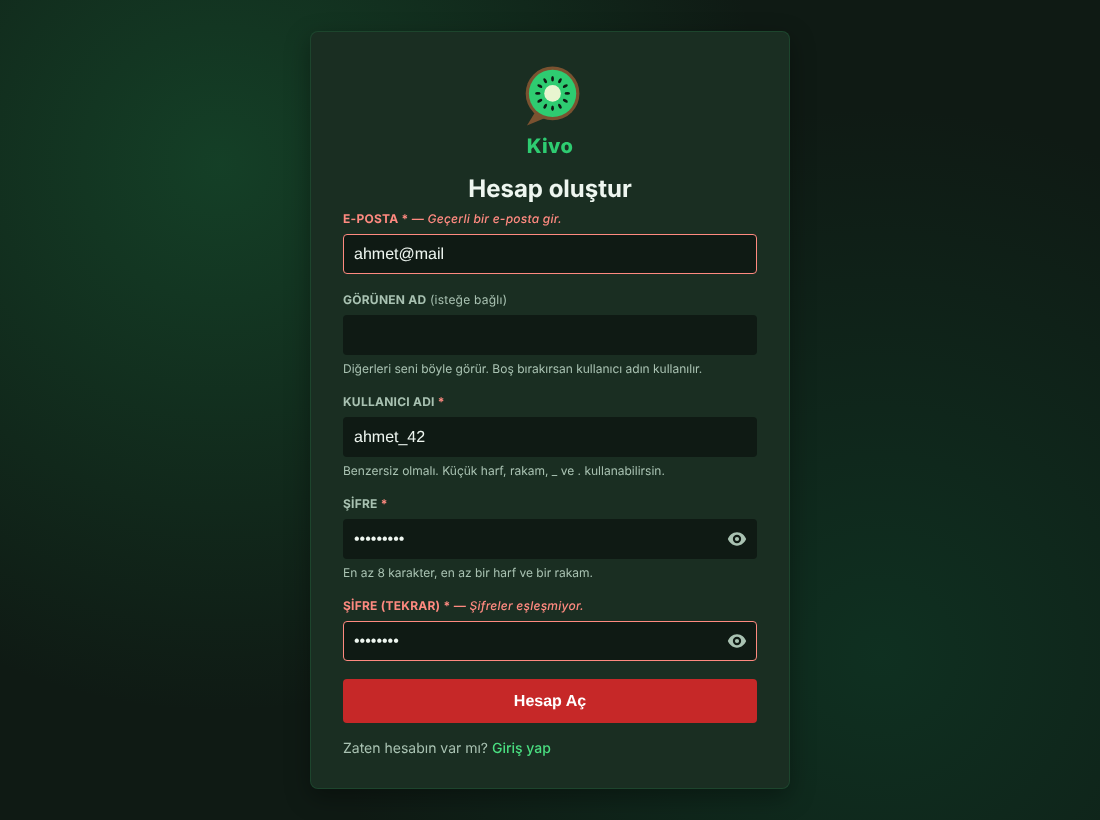 Kivo
Hesap oluştur
E-POSTA * — Geçerli bir e-posta gir.
ahmet@mail
GÖRÜNEN AD (isteğe bağlı)
Diğerleri seni böyle görür. Boş bırakırsan kullanıcı adın kullanılır.
KULLANICI ADI *
ahmet_42
Benzersiz olmalı. Küçük harf, rakam, _ ve . kullanabilirsin.
ŞİFRE *
•••••••••
En az 8 karakter, en az bir harf ve bir rakam.
ŞİFRE (TEKRAR) * — Şifreler eşleşmiyor.
••••••••
Hesap Aç
Zaten hesabın var mı? Giriş yap